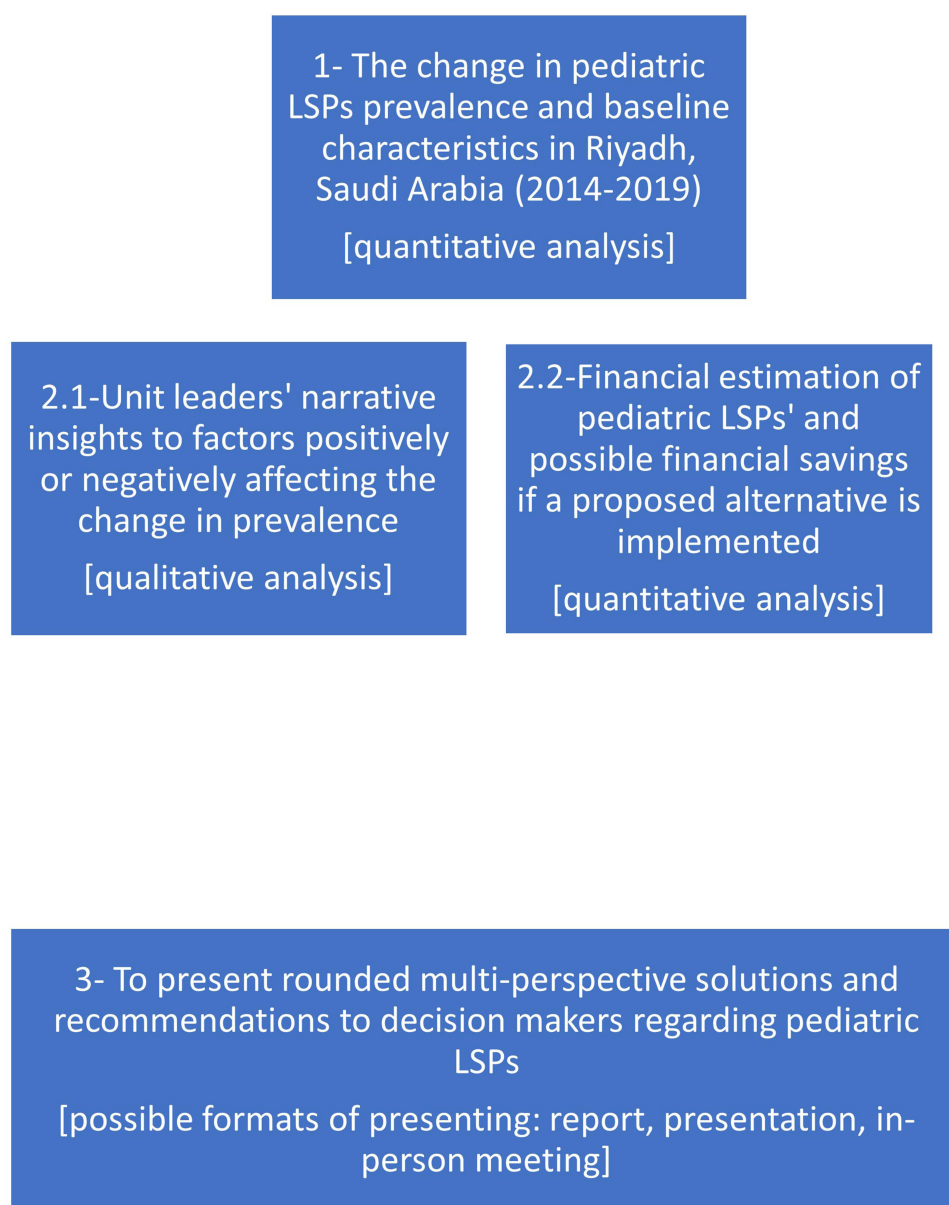 1- The change in pediatric
LSPs prevalence and baseline
characteristics in Riyadh,
Saudi Arabia (2014-2019)
[quantitative analysis]
2.1-Unit leaders' narrative
insights to factors positively
or negatively affecting the
change in prevalence
[qualitative analysis]
2.2-Financial estimation of
pediatric LSPs' and
possible financial savings
if a proposed alternative is
implemented
[quantitative analysis]
3- To present rounded multi-perspective solutions and
recommendations to decision makers regarding pediatric
LSPs
[possible formats of presenting: report, presentation, in-
person meeting]